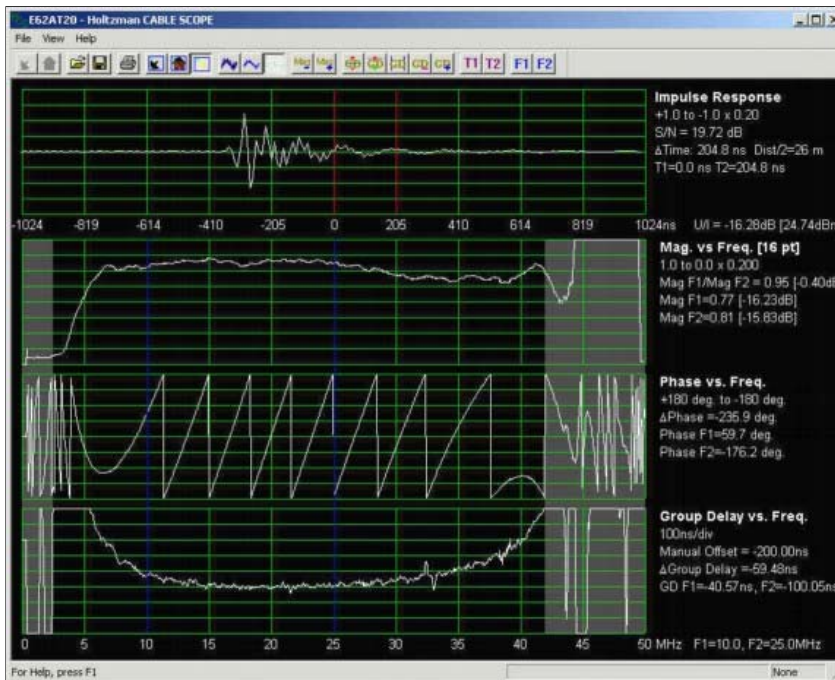 E62AT20 - Holtzman CABLE SCOPE
File View Help
T1 T2 F1 F2
Impulse Response
+1.0 to -1.0 x 0.20
S/N = 19.72 dB
ΔTime: 204.8 ns Dist/2=26 m
T1=0.0 ns T2=204.8 ns
-1024 -819 -614 -410 -205 0 205 410 614 819 1024ns U/I = -16.28dB [24.74dBr
Mag. vs Freq. [16 pt]
1.0 to 0.0 x 0.200
Mag F1/Mag F2 = 0.95 [-0.40dB
Mag F1=0.77 [-16.23dB]
Mag F2=0.81 [-15.83dB]
Phase vs. Freq.
+180 deg. to -180 deg.
ΔPhase =-235.9 deg.
Phase F1=59.7 deg.
Phase F2=-176.2 deg.
Group Delay vs. Freq.
100ns/div
Manual Offset = -200.00ns
ΔGroup Delay =-59.48ns
GD F1=-40.57ns, F2=-100.05ns
0 5 10 15 20 25 30 35 40 45 50 MHz F1=10.0, F2=25.0MHz
For Help, press F1
None